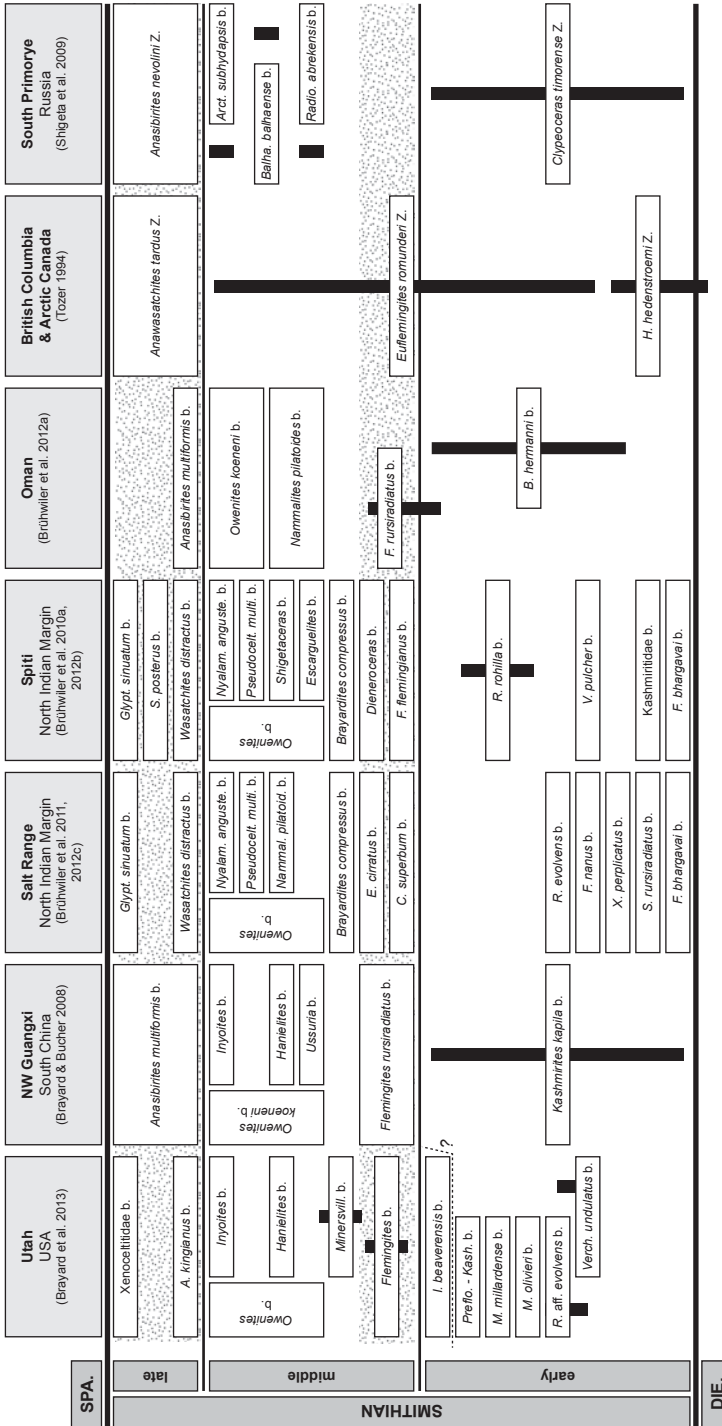 SPA.
SMITHIAN
late
middle
early
DIE.
Utah
USA
(Brayard et al. 2013)
Xenoceltitidae b.
A. kingianus b.
Owenites
b.
Inyoites b.
Hanielites b.
Minersvill. b.
Flemingites b.
I. beaverensis b.
?
Preflo. - Kash. b.
M. millardense b.
M. olivieri b.
R. aff. evolvens b.
Verch. undulatus b.
NW Guangxi
South China
(Brayard & Bucher 2008)
Anasibirites multiformis b.
Owenites
koeneni b.
Inyoites b.
Hanielites b.
Ussuria b.
Flemingites rursiradiatus b.
Kashmirites kapila b.
Salt Range
North Indian Margin
(Brühwiler et al. 2011,
2012c)
Glypt. sinuatum b.
Wasatchites distractus b.
Owenites
b.
Nyalam. anguste. b.
Pseudocelt. multi. b.
Nammal. pilatoid. b.
Brayardites compressus b.
E. cirratus b.
C. superbum b.
R. evolvens b.
F. nanus b.
X. perplicatus b.
S. rursiradiatus b.
F. bhargavai b.
Spiti
North Indian Margin
(Brühwiler et al. 2010a,
2012b)
Glypt. sinuatum b.
S. posterus b.
Wasatchites distractus b.
Owenites
b.
Nyalam. anguste. b.
Pseudocelt. multi. b.
Shigetaceras b.
Escarguelites b.
Brayardites compressus b.
Dieneroceras b.
F. flemingianus b.
R. rohilla b.
V. pulcher b.
Kashmiritidae b.
F. bhargavai b.
Oman
(Brühwiler et al. 2012a)
Anasibirites multiformis b.
Owenites koeneni b.
Nammalites pilatoides b.
F. rursiradiatus b.
B. hermanni b.
British Columbia
& Arctic Canada
(Tozer 1994)
Anawasatchites tardus Z.
Euflemingites romunderi Z.
H. hedenstroemi Z.
South Primorye
Russia
(Shigeta et al. 2009)
Anasibirites nevolini Z.
Arct. subhydapsis b.
Balha. balhaense b.
Radio. abrekensis b.
Clypeoceras timorense Z.